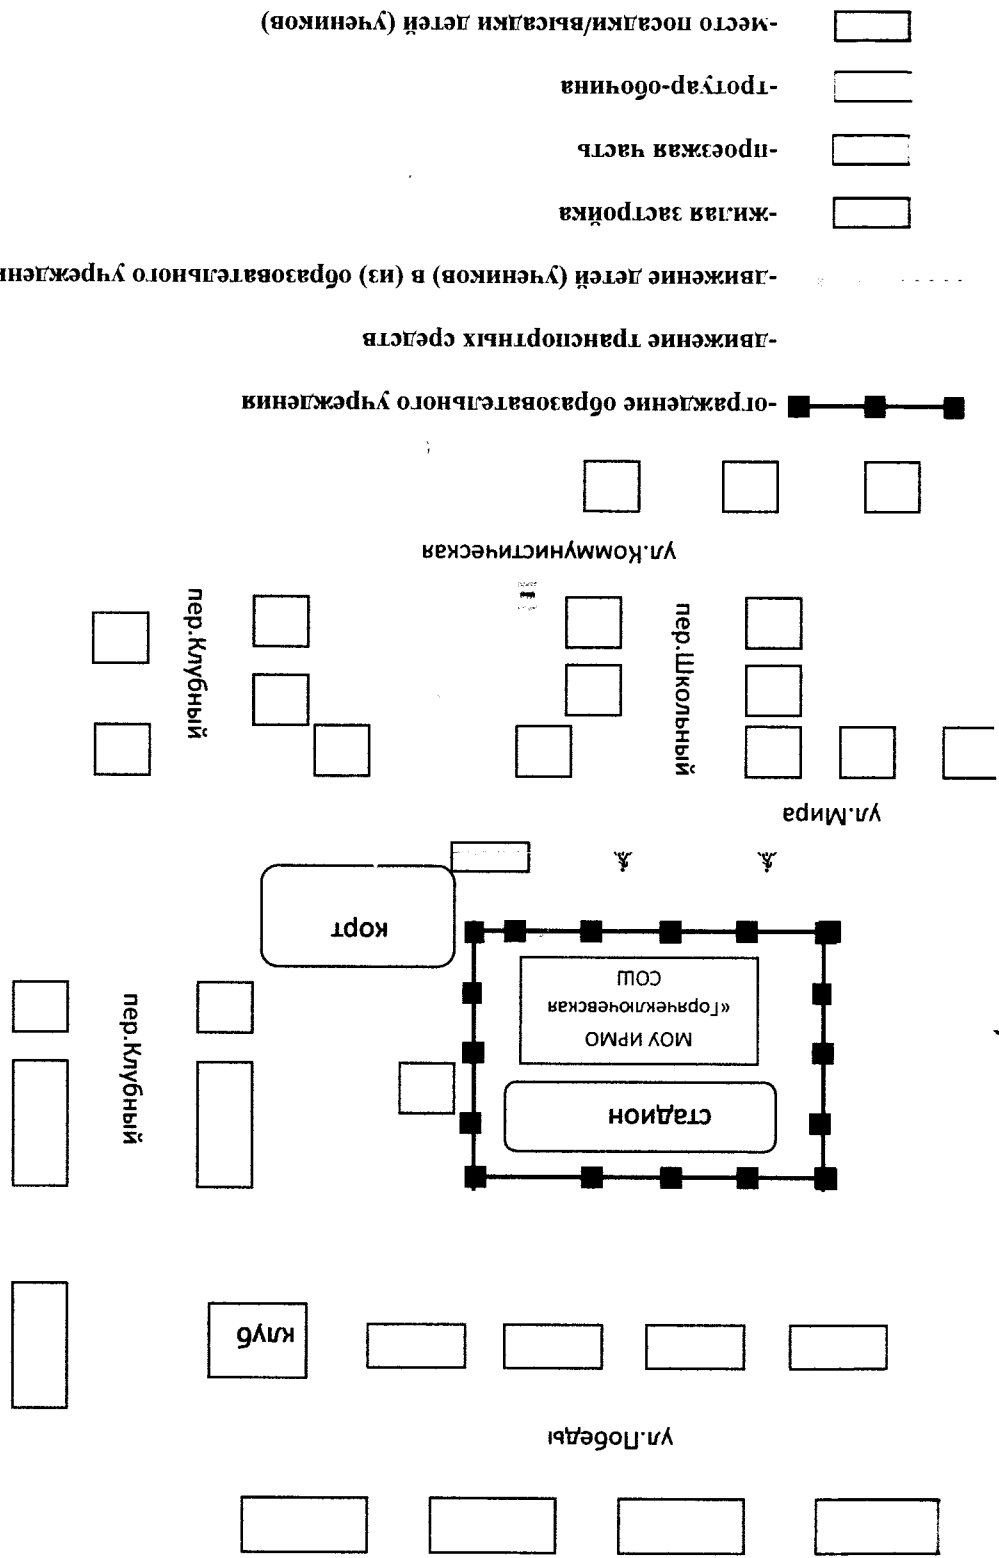 ул.Победы
клуб
стадион
МОУ ИРМО
«Горячеключевская
СОШ
пер.Клубный
корт
ул.Мира
пер.Школьный
пер.Клубный
ул.Коммунистическая
-ограждение образовательного учреждения
-движение транспортных средств
-движение детей (учеников) в (из) образовательного учреждени
-жилая застройка
-проезжая часть
-тротуар-обочина
-место посадки/высадки детей (учеников)